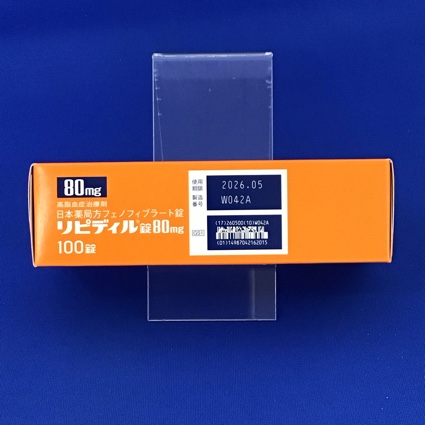 80mg
高脂血症治療剤
日本薬局方フェノフィブラート錠
リピディル®錠80mg
100錠
使用期限 2026.05
製造番号 W042A
(17)260500(10)W042A
(01)14987042162015